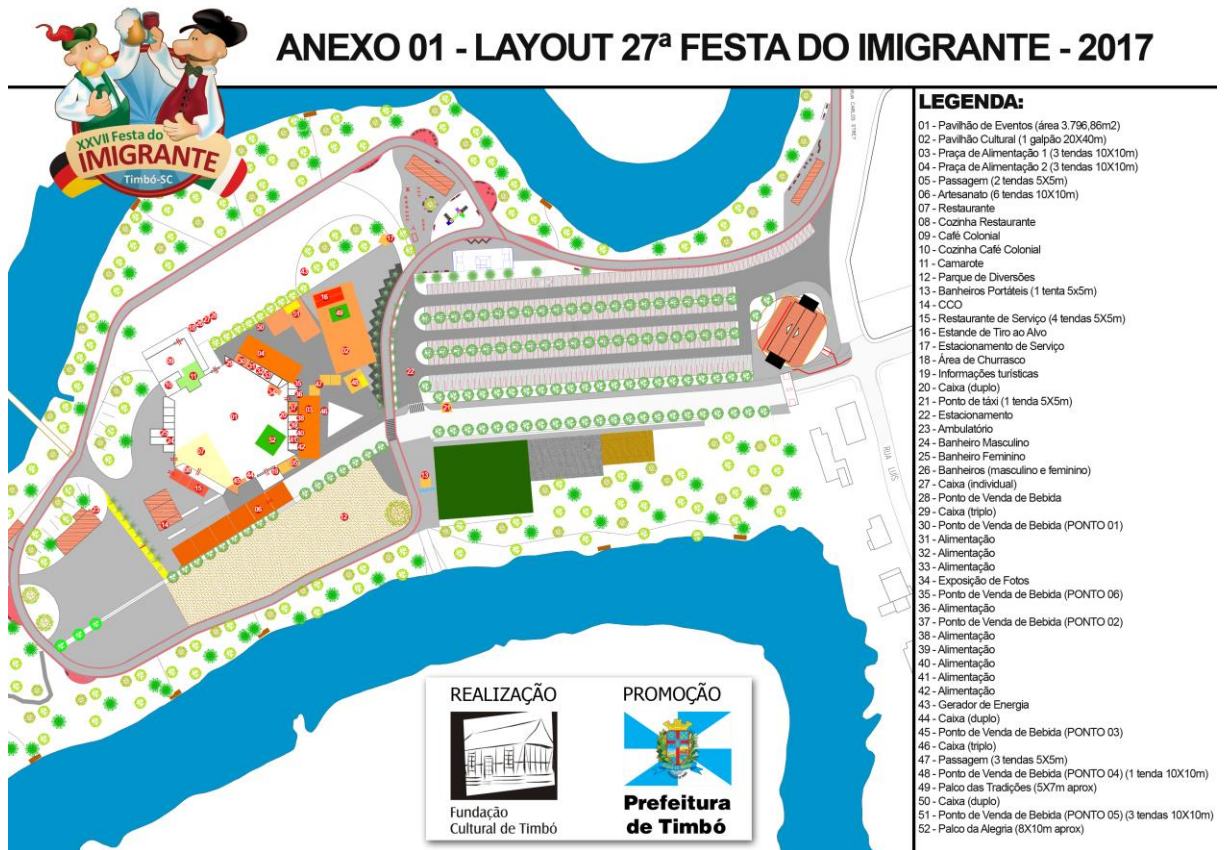 ANEXO 01 - LAYOUT 27ª FESTA DO IMIGRANTE - 2017
XXVII Festa do
IMIGRANTE
Timbó-SC
LEGENDA:
01 - Pavilhão de Eventos (área 3.796,86m2)
02 - Pavilhão Cultural (1 galpão 20X40m)
03 - Praça de Alimentação 1 (3 tendas 10X10m)
04 - Praça de Alimentação 2 (3 tendas 10X10m)
05 - Passagem (2 tendas 5X5m)
06 - Artesanato (6 tendas 10X10m)
07 - Restaurante
08 - Cozinha Restaurante
09 - Café Colonial
10 - Cozinha Café Colonial
11 - Camarote
12 - Parque de Diversões
13 - Banheiros Portáteis (1 tenta 5x5m)
14 - CCO
15 - Restaurante de Serviço (4 tendas 5X5m)
16 - Estande de Tiro ao Alvo
17 - Estacionamento de Serviço
18 - Área de Churrasco
19 - Informações turísticas
20 - Caixa (duplo)
21 - Ponto de táxi (1 tenda 5X5m)
22 - Estacionamento
23 - Ambulatório
24 - Banheiro Masculino
25 - Banheiro Feminino
26 - Banheiros (masculino e feminino)
27 - Caixa (individual)
28 - Ponto de Venda de Bebida
29 - Caixa (triplo)
30 - Ponto de Venda de Bebida (PONTO 01)
31 - Alimentação
32 - Alimentação
33 - Alimentação
34 - Exposição de Fotos
35 - Ponto de Venda de Bebida (PONTO 06)
36 - Alimentação
37 - Ponto de Venda de Bebida (PONTO 02)
38 - Alimentação
39 - Alimentação
40 - Alimentação
41 - Alimentação
42 - Alimentação
43 - Gerador de Energia
44 - Caixa (duplo)
45 - Ponto de Venda de Bebida (PONTO 03)
46 - Caixa (triplo)
47 - Passagem (3 tendas 5X5m)
48 - Ponto de Venda de Bebida (PONTO 04) (1 tenda 10X10m)
49 - Palco das Tradições (5X7m aprox)
50 - Caixa (duplo)
51 - Ponto de Venda de Bebida (PONTO 05) (3 tendas 10X10m)
52 - Palco da Alegria (8X10m aprox)
RUA LUIS
REALIZAÇÃO
Fundação
Cultural de Timbó
PROMOÇÃO
Prefeitura
de Timbó